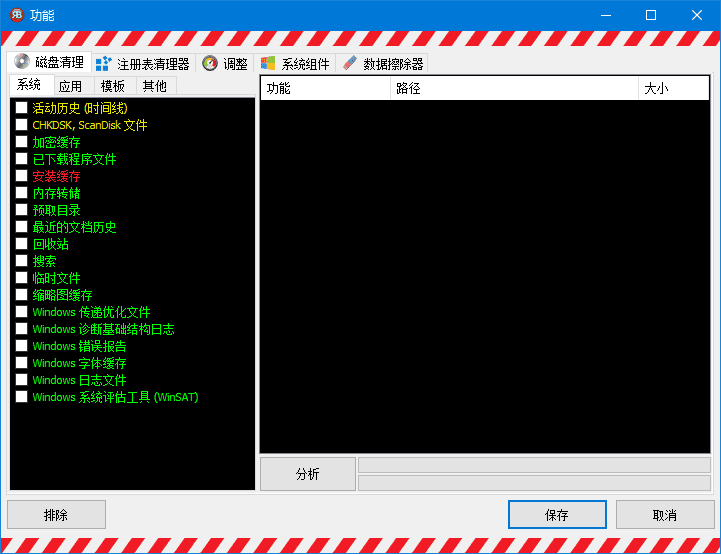 功能
磁盘清理 注册表清理器 调整 系统组件 数据擦除器
系统 应用 模板 其他
功能 路径 大小
活动历史 (时间线)
CHKDSK, ScanDisk 文件
加密缓存
已下载程序文件
安装缓存
内存转储
预取目录
最近的文档历史
回收站
搜索
临时文件
缩略图缓存
Windows 传递优化文件
Windows 诊断基础结构日志
Windows 错误报告
Windows 字体缓存
Windows 日志文件
Windows 系统评估工具 (WinSAT)
分析
排除 保存 取消